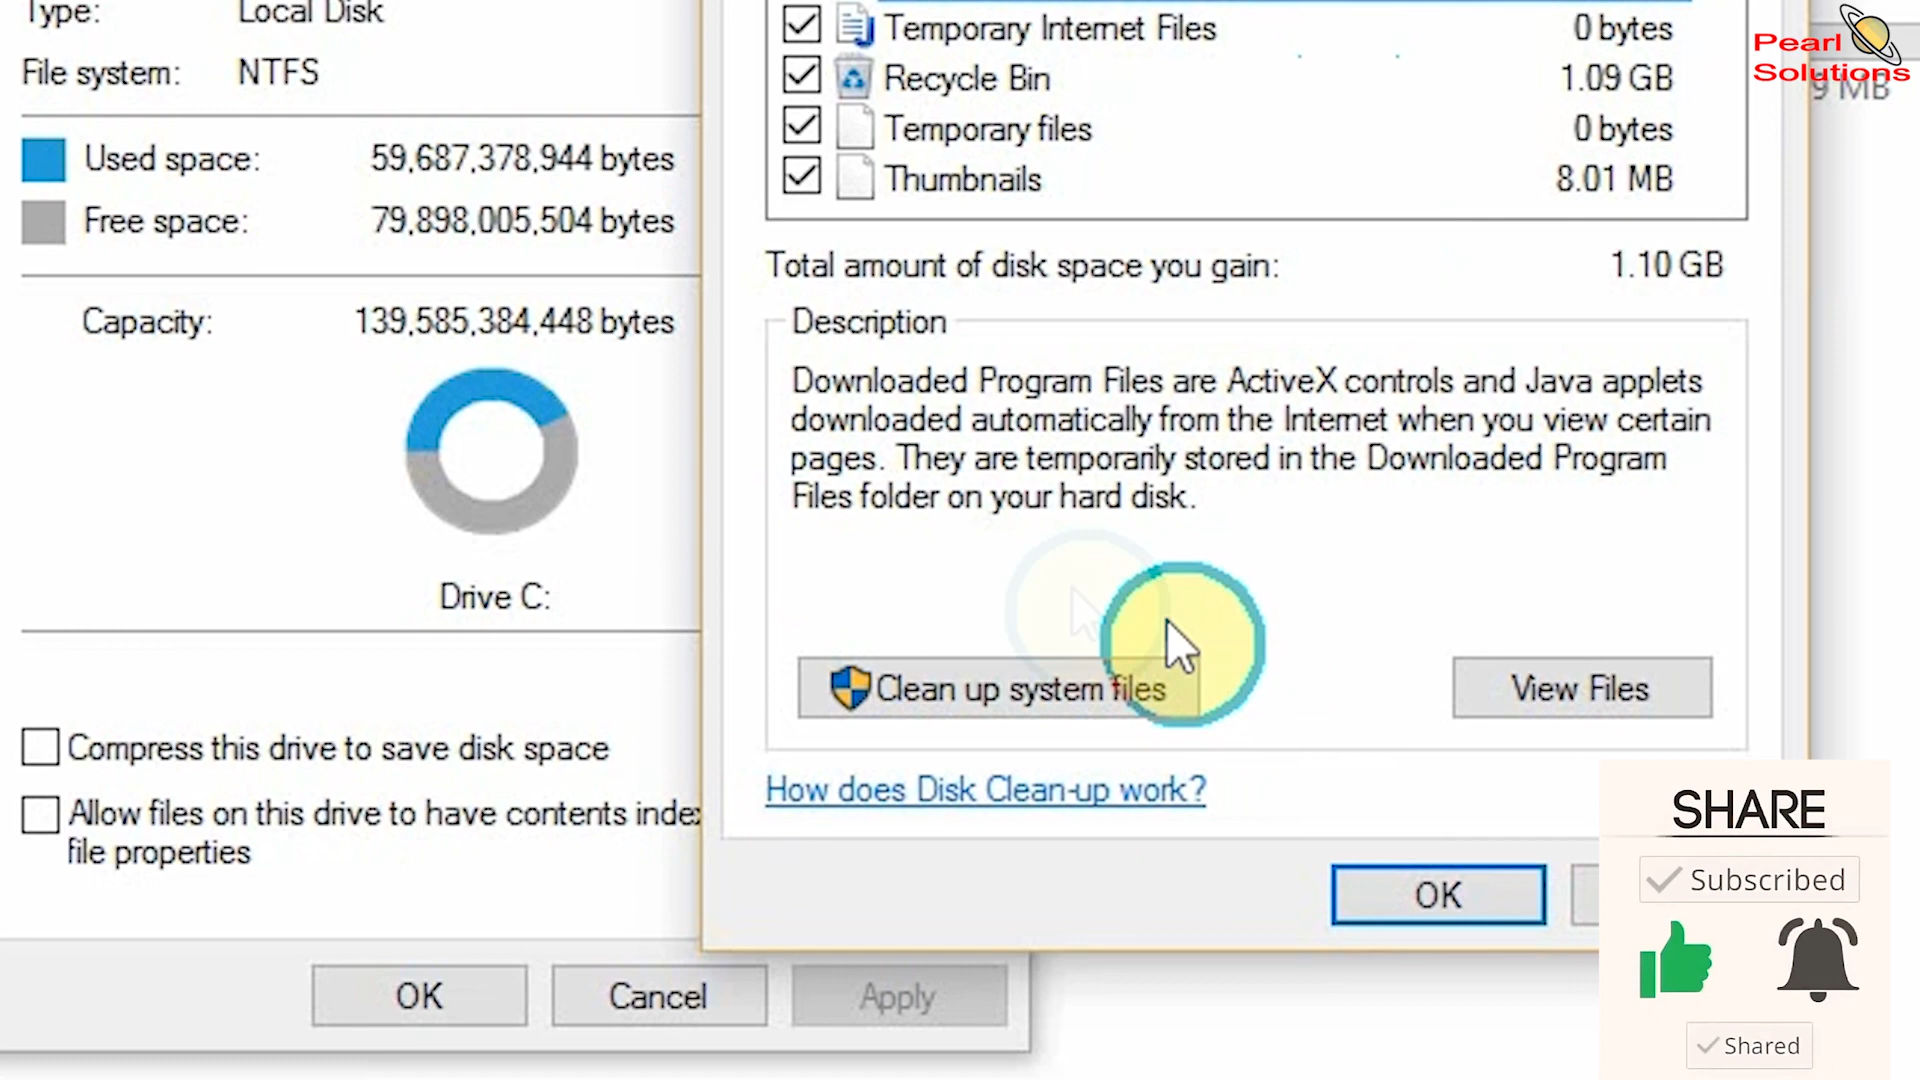 Type: Local Disk
File system: NTFS
Used space: 59,687,378,944 bytes
Free space: 79,898,005,504 bytes
Capacity: 139,585,384,448 bytes
Drive C:
Compress this drive to save disk space
Allow files on this drive to have contents index
file properties
OK Cancel Apply
Temporary Internet Files 0 bytes
Recycle Bin 1.09 GB
Temporary files 0 bytes
Thumbnails 8.01 MB
Total amount of disk space you gain: 1.10 GB
Description
Downloaded Program Files are ActiveX controls and Java applets
downloaded automatically from the Internet when you view certain
pages. They are temporarily stored in the Downloaded Program
Files folder on your hard disk.
Clean up system files View Files
How does Disk Clean-up work?
OK
Pearl
Solutions
9 MB
SHARE
Subscribed
Shared